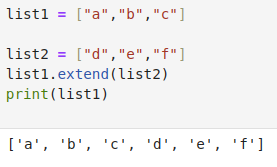 list1 = ["a","b","c"]
list2 = ["d","e","f"]
list1.extend(list2)
print(list1)
['a', 'b', 'c', 'd', 'e', 'f']